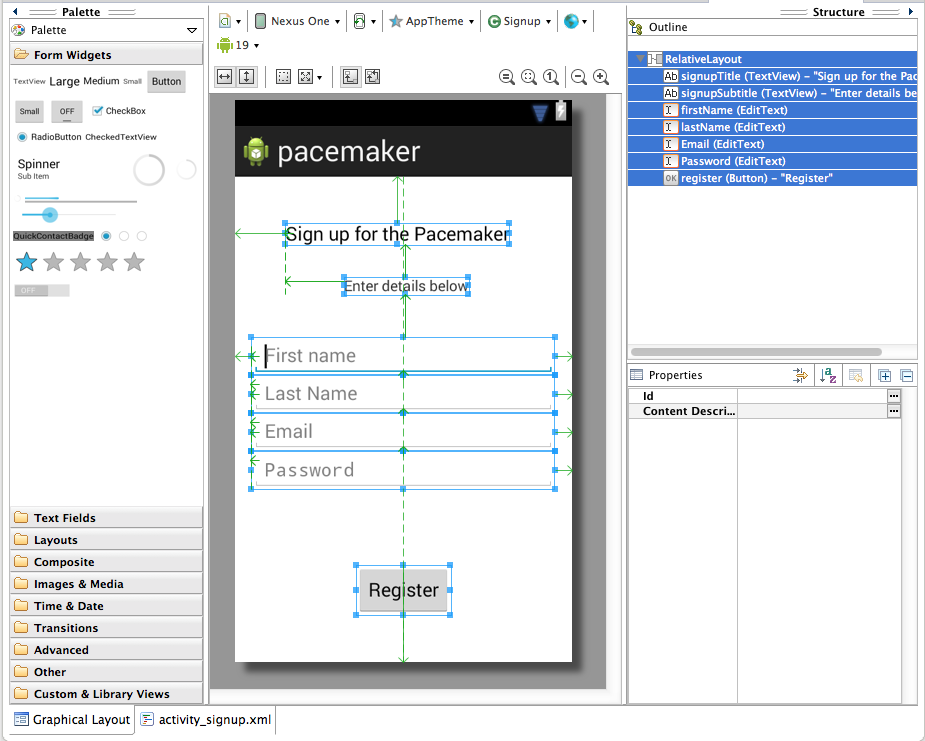 Palette
Palette
Form Widgets
TextView Large Medium Small Button
Small OFF CheckBox
RadioButton CheckedTextView
Spinner
Sub Item
QuickContactBadge
OFF
Text Fields
Layouts
Composite
Images & Media
Time & Date
Transitions
Advanced
Other
Custom & Library Views
Graphical Layout
activity_signup.xml
Nexus One
AppTheme
Signup
19
pacemaker
Sign up for the Pacemaker
Enter details below
First name
Last Name
Email
Password
Register
Structure
Outline
RelativeLayout
Ab signupTitle (TextView) – "Sign up for the Pac
Ab signupSubtitle (TextView) – "Enter details be
firstName (EditText)
lastName (EditText)
Email (EditText)
Password (EditText)
OK register (Button) – "Register"
Properties
Id
Content Descri...